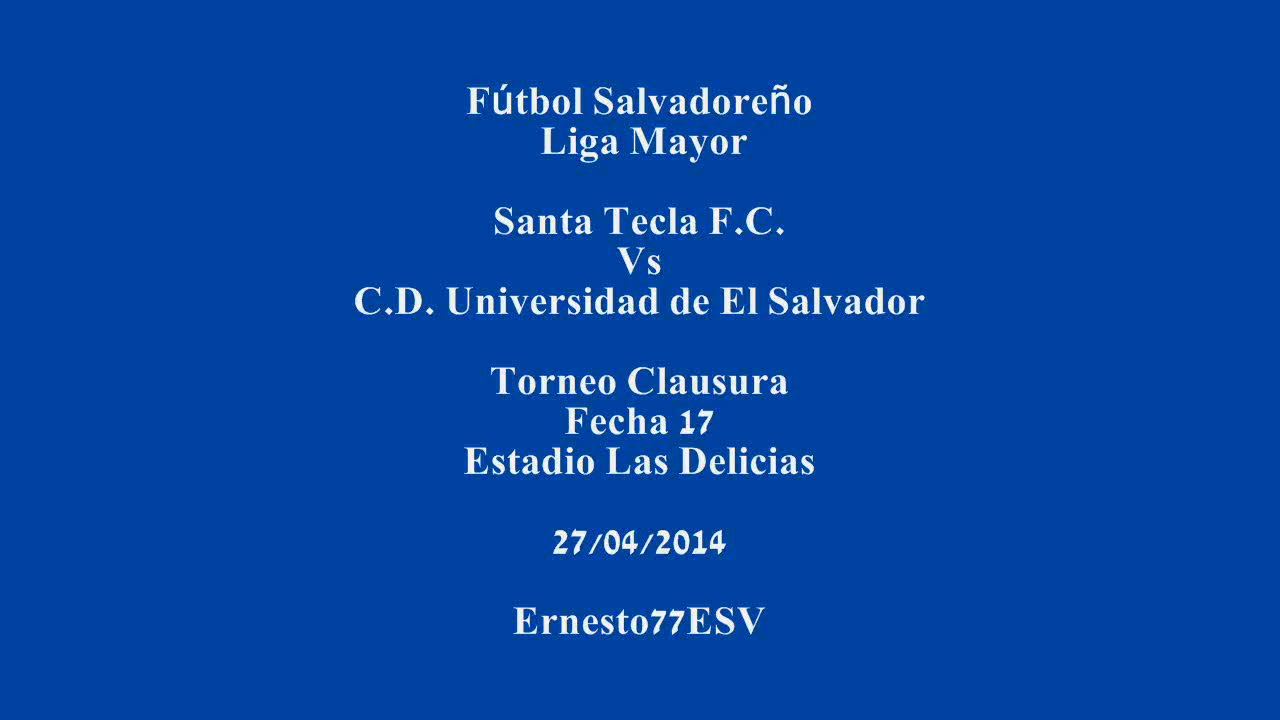 Fútbol Salvadoreño
Liga Mayor
Santa Tecla F.C.
Vs
C.D. Universidad de El Salvador
Torneo Clausura
Fecha 17
Estadio Las Delicias
27/04/2014
Ernesto77ESV